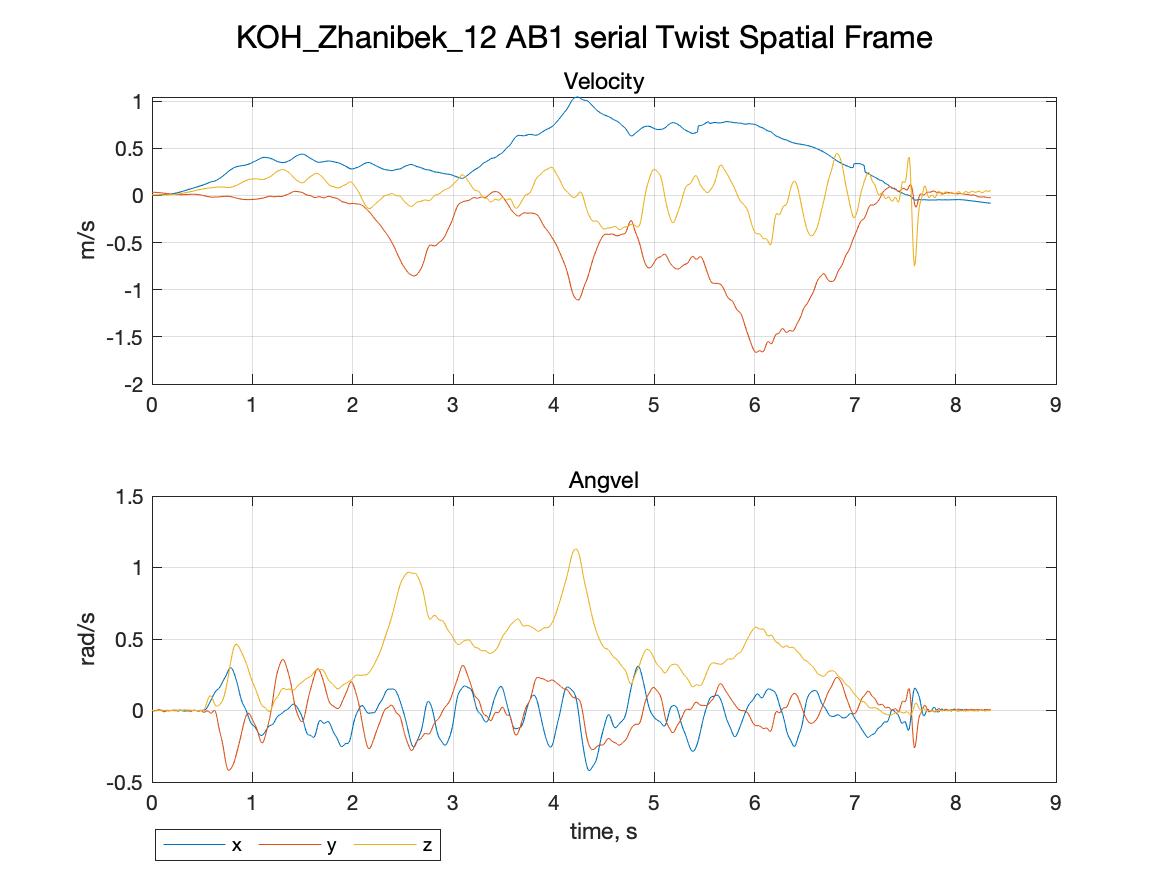 KOH_Zhanibek_12 AB1 serial Twist Spatial Frame
Velocity
1
0.5
0
-0.5
-1
-1.5
-2
m/s
0 1 2 3 4 5 6 7 8 9
Angvel
1.5
1
0.5
0
-0.5
rad/s
0 1 2 3 4 5 6 7 8 9
time, s
x y z